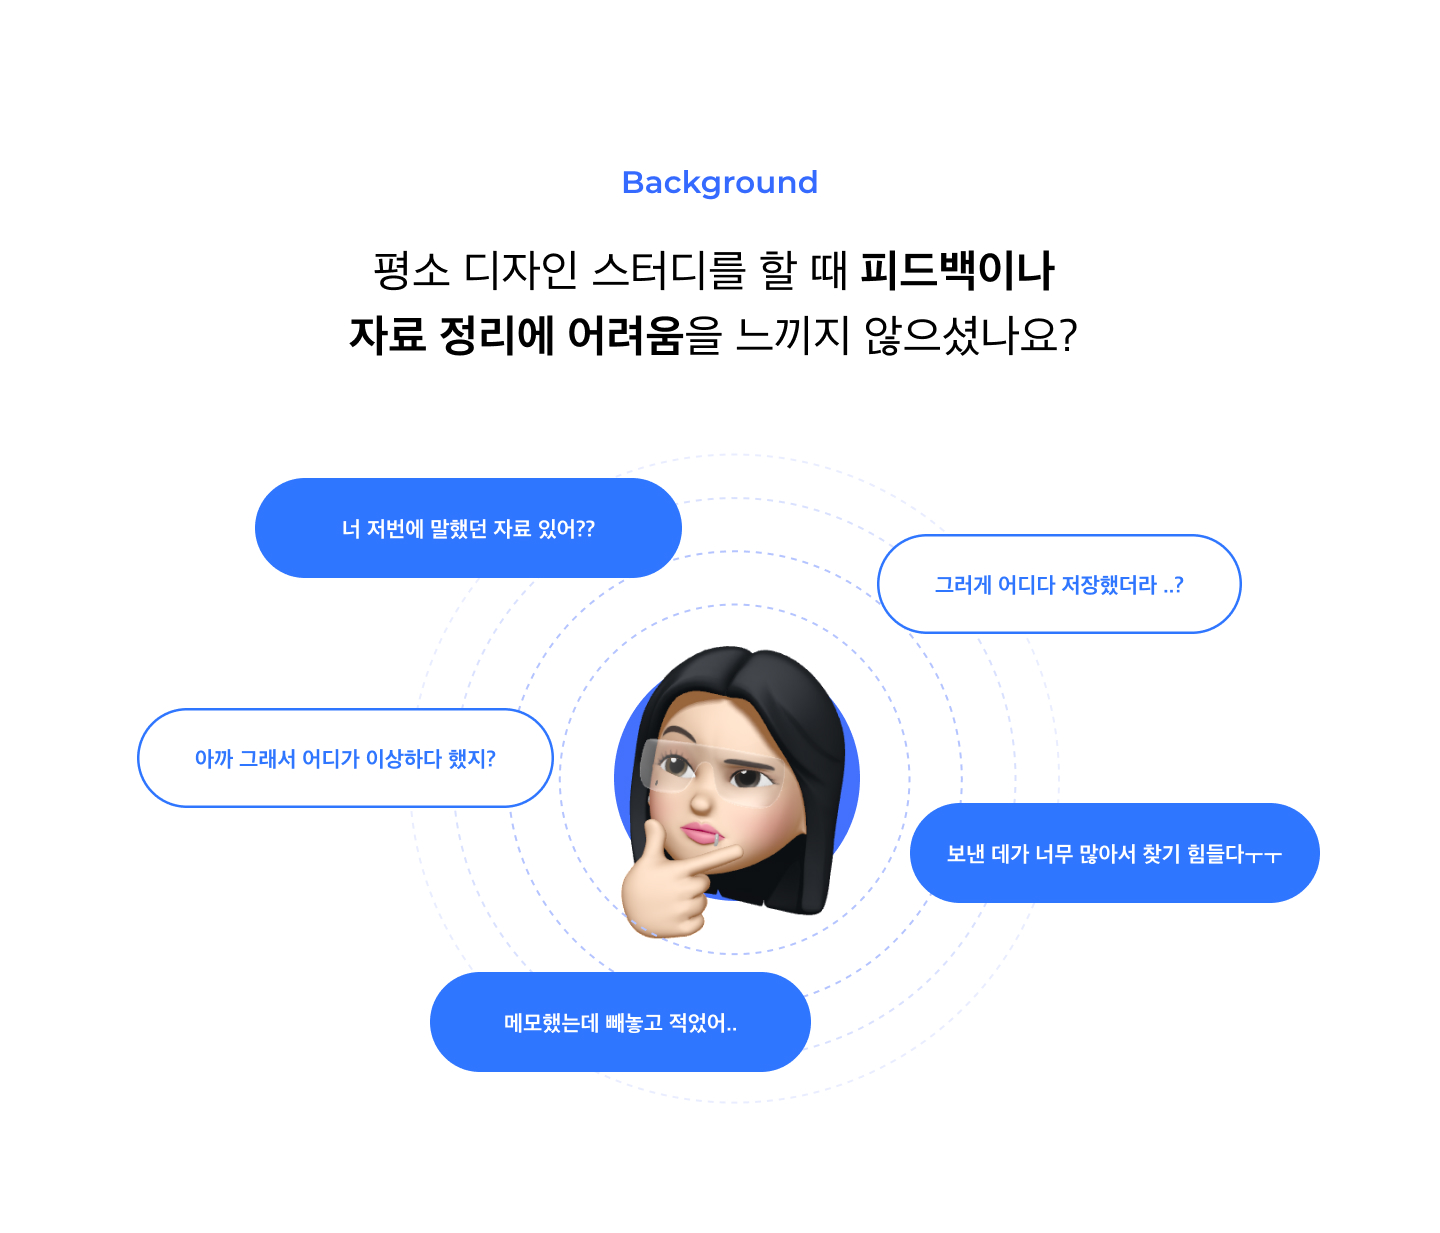 Background
평소 디자인 스터디를 할 때 피드백이나
자료 정리에 어려움을 느끼지 않으셨나요?
너 저번에 말했던 자료 있어??
그러게 어디다 저장했더라 ..?
아까 그래서 어디가 이상하다 했지?
보낸 데가 너무 많아서 찾기 힘들다ㅜㅜ
메모했는데 빼놓고 적었어..